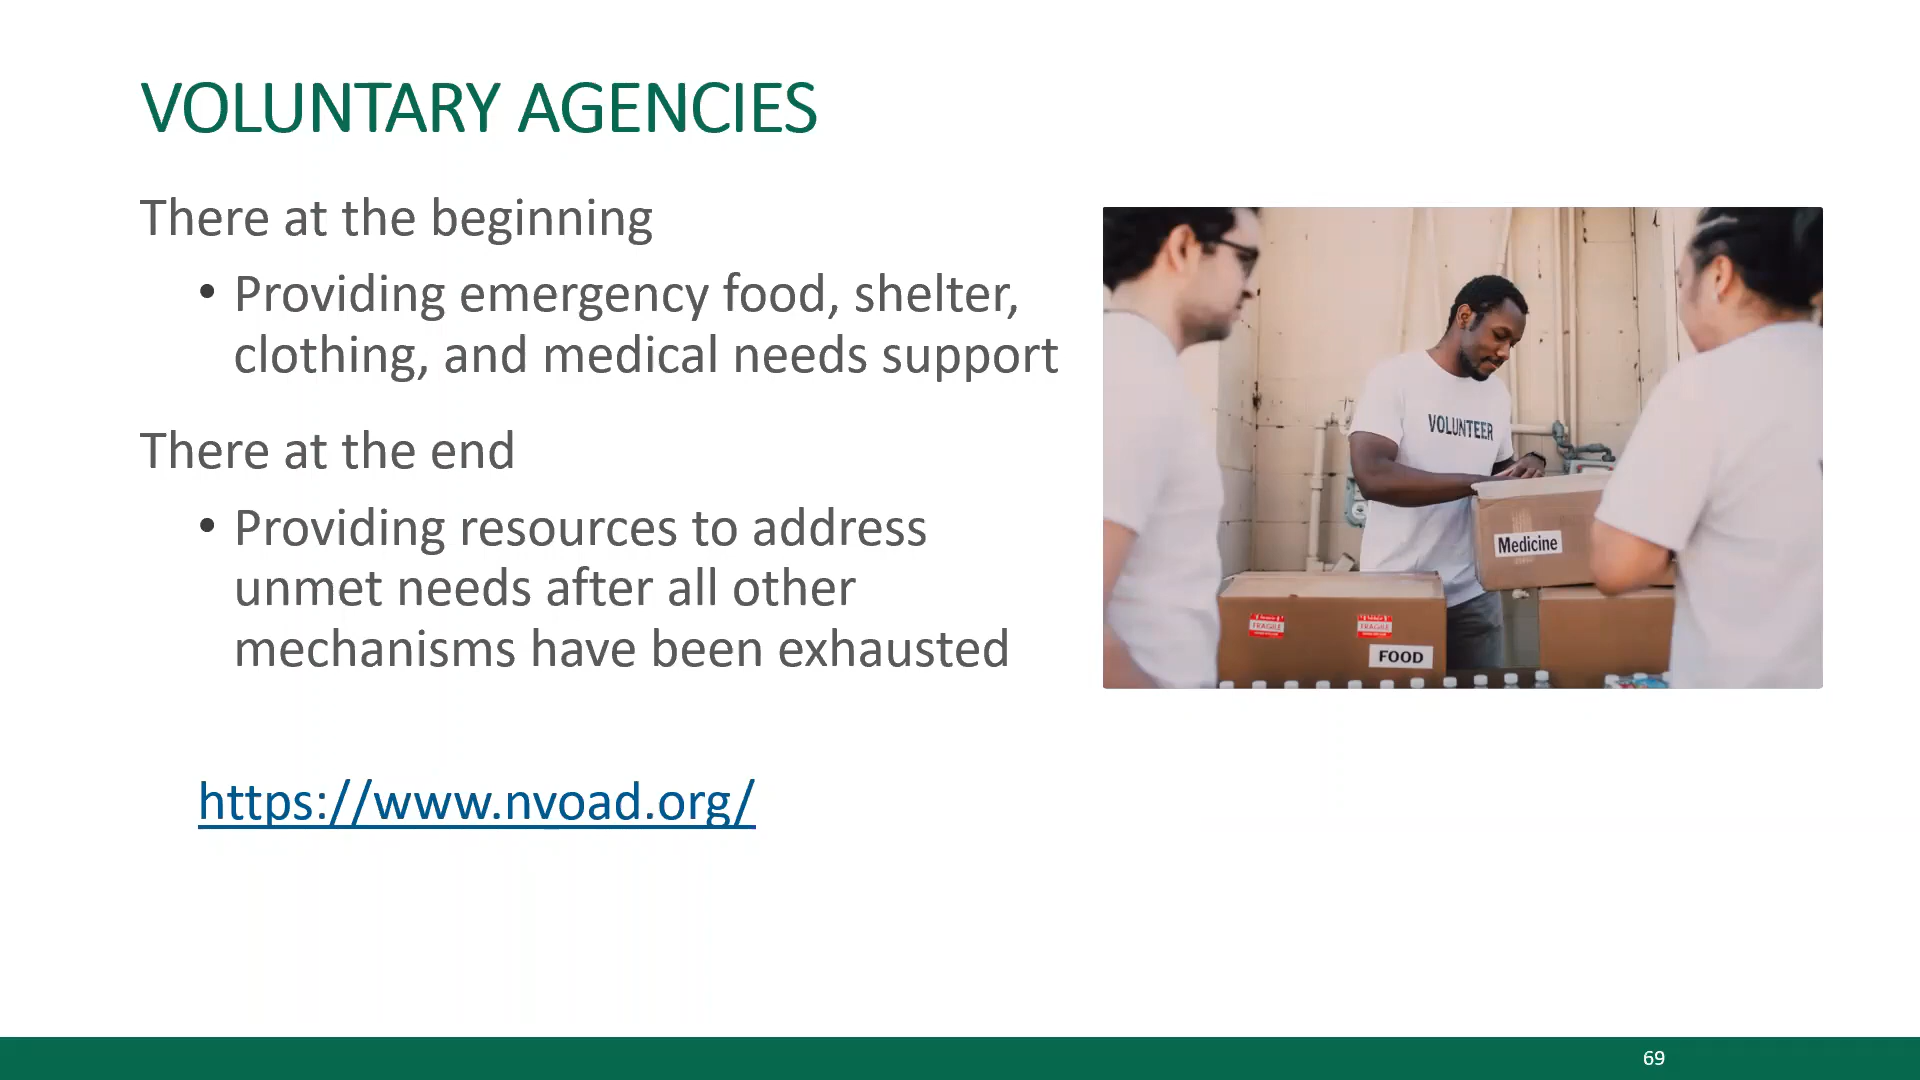 VOLUNTARY AGENCIES
There at the beginning
• Providing emergency food, shelter,
clothing, and medical needs support
There at the end
• Providing resources to address
unmet needs after all other
mechanisms have been exhausted
https://www.nvoad.org/
VOLUNTEER
Medicine
FRAGILE
FRAGILE
FOOD
69